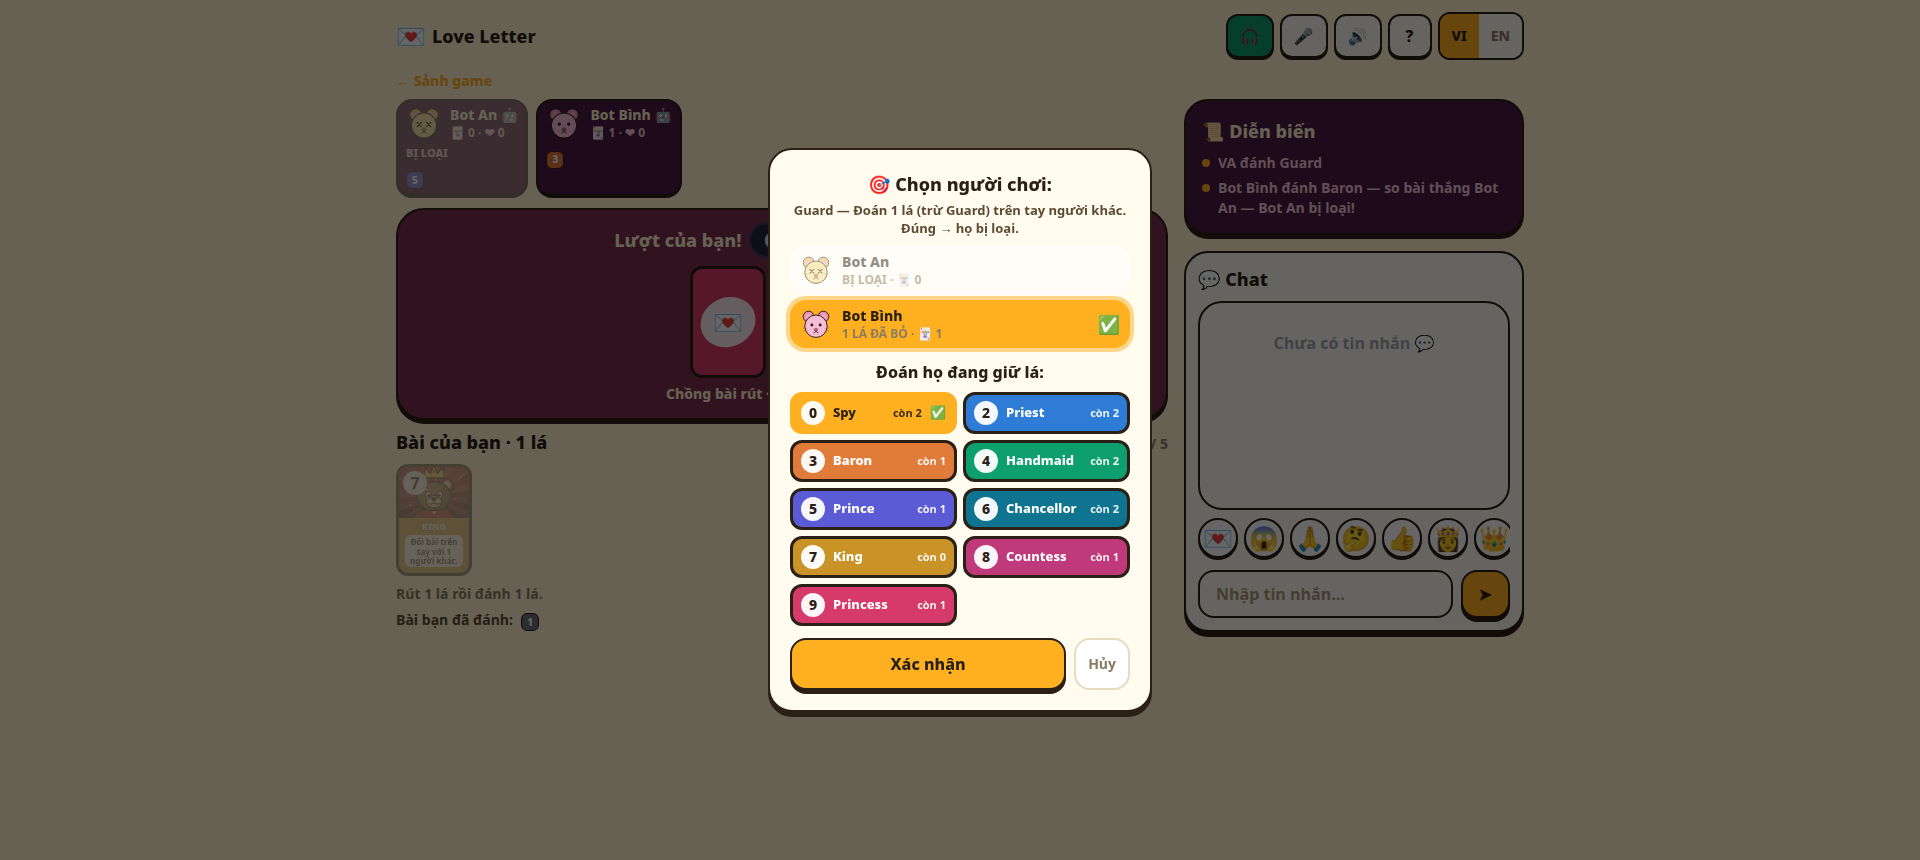 Love Letter
?
VI
EN
← Sảnh game
Bot An
0 · ❤ 0
BỊ LOẠI
5
Bot Bình
1 · ❤ 0
3
Lượt của bạn!
Chồng bài rút ·
Bài của bạn · 1 lá
/ 5
7
KING
Đổi bài trên
tay với 1
người khác.
Rút 1 lá rồi đánh 1 lá.
Bài bạn đã đánh: 1
🎯 Chọn người chơi:
Guard — Đoán 1 lá (trừ Guard) trên tay người khác.
Đúng → họ bị loại.
Bot An
BỊ LOẠI · 🃏 0
Bot Bình
1 LÁ ĐÃ BỎ · 🃏 1
✅
Đoán họ đang giữ lá:
0 Spy còn 2 ✅
2 Priest còn 2
3 Baron còn 1
4 Handmaid còn 2
5 Prince còn 1
6 Chancellor còn 2
7 King còn 0
8 Countess còn 1
9 Princess còn 1
Xác nhận
Hủy
📜 Diễn biến
VA đánh Guard
Bot Bình đánh Baron — so bài thắng Bot
An — Bot An bị loại!
💬 Chat
Chưa có tin nhắn 💬
Nhập tin nhắn...
➤